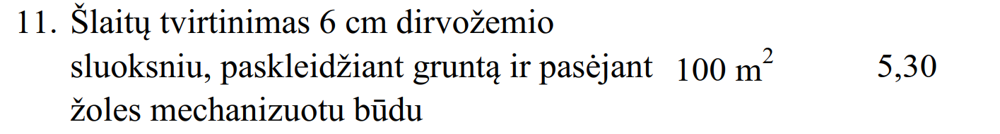 11. Šlaitų tvirtinimas 6 cm dirvožemio
sluoksniu, paskleidžiant gruntą ir pasėjant 100 m² 5,30
žoles mechanizuotu būdu